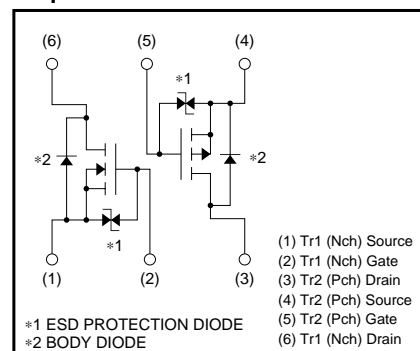 (6) (5) (4)
*1
*2
*2
*1
(1) (2) (3)
(1) Tr1 (Nch) Source
(2) Tr1 (Nch) Gate
(3) Tr2 (Pch) Drain
(4) Tr2 (Pch) Source
(5) Tr2 (Pch) Gate
(6) Tr1 (Nch) Drain
*1 ESD PROTECTION DIODE
*2 BODY DIODE